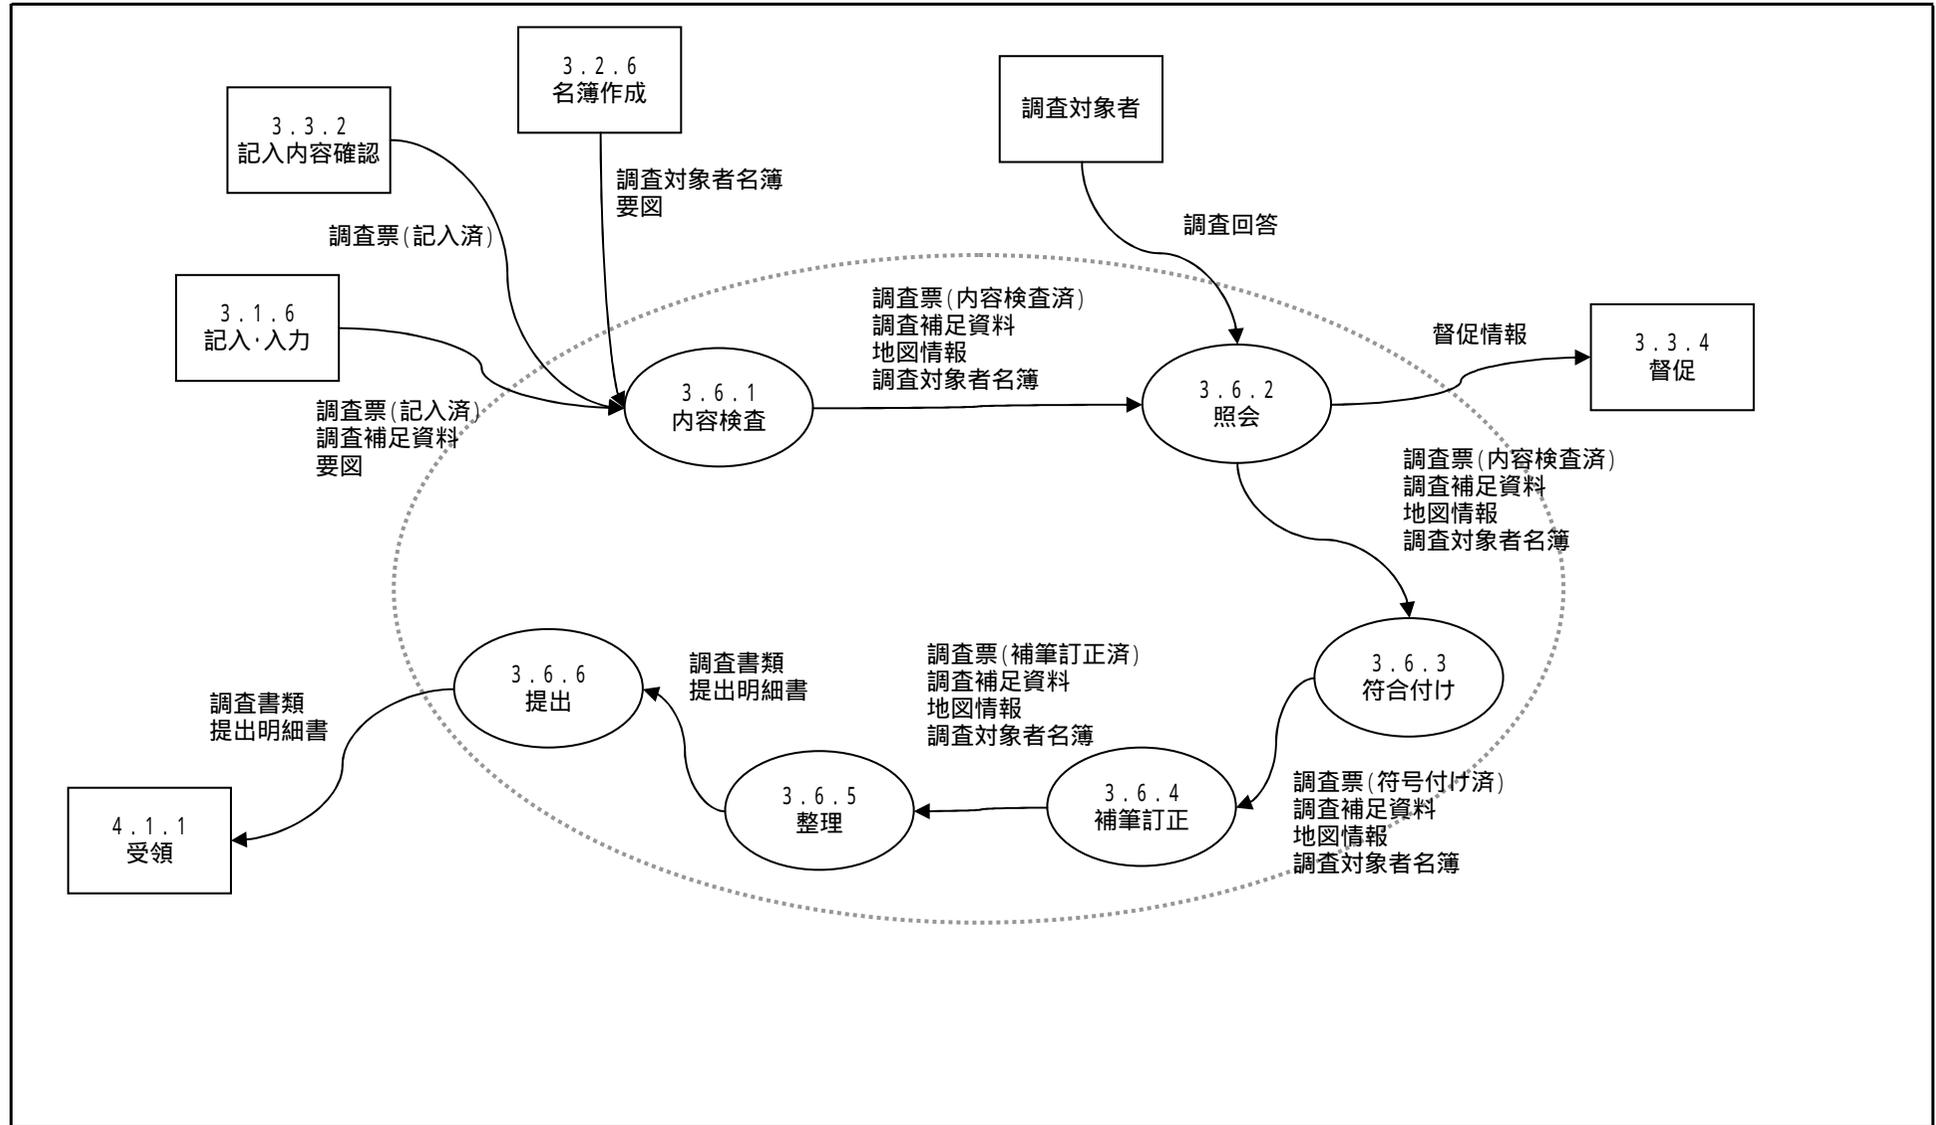 3.2.6
名簿作成
調査対象者
3.3.2
記入内容確認
調査対象者名簿
要図
調査回答
調査票(記入済)
3.1.6
記入・入力
調査票(内容検査済)
調査補足資料
地図情報
調査対象者名簿
督促情報
3.3.4
督促
3.6.1
内容検査
3.6.2
照会
調査票(記入済)
調査補足資料
要図
調査票(内容検査済)
調査補足資料
地図情報
調査対象者名簿
3.6.3
符合付け
調査票(補筆訂正済)
調査補足資料
地図情報
調査対象者名簿
調査書類
提出明細書
3.6.6
提出
調査書類
提出明細書
調査票(符号付け済)
調査補足資料
地図情報
調査対象者名簿
3.6.4
補筆訂正
3.6.5
整理
4.1.1
受領